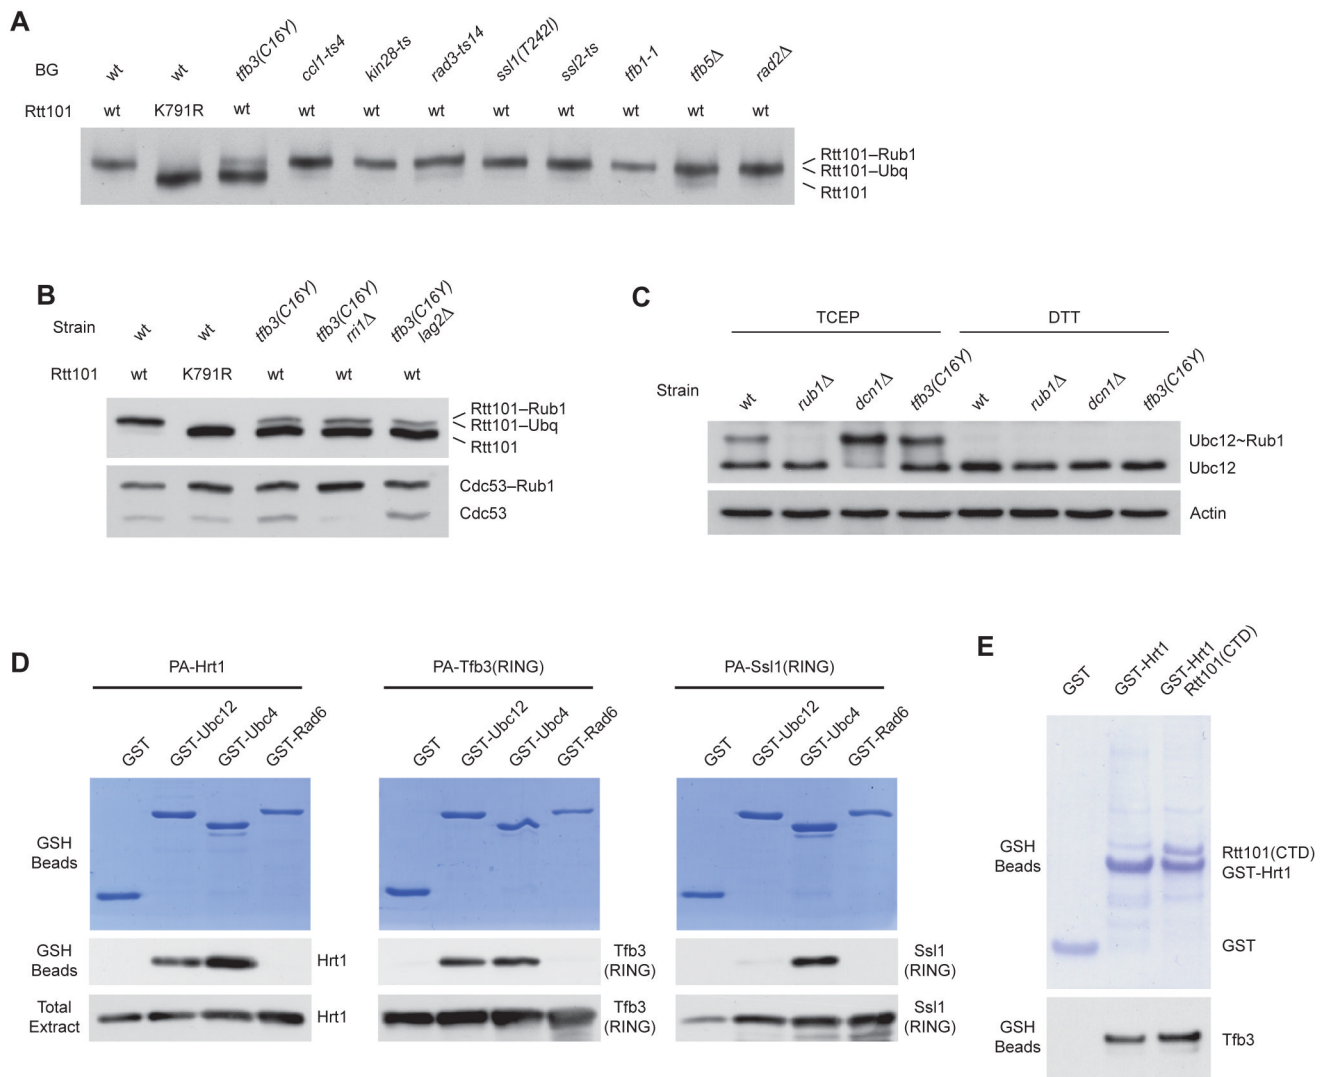 A
BG wt wt tfb3(C16Y) ccl1-ts4 kin28-ts rad3-ts14 ssl1(T242I) ssl2-ts tfb1-1 tfb5Δ rad2Δ
Rtt101 wt K791R wt wt wt wt wt wt wt wt wt
Rtt101–Rub1
Rtt101–Ubq
Rtt101
B
Strain wt wt tfb3(C16Y) tfb3(C16Y) rri1Δ tfb3(C16Y) lag2Δ
Rtt101 wt K791R wt wt wt
Rtt101–Rub1
Rtt101–Ubq
Rtt101
Cdc53–Rub1
Cdc53
C
TCEP DTT
Strain wt rub1Δ dcn1Δ tfb3(C16Y) wt rub1Δ dcn1Δ tfb3(C16Y)
Ubc12~Rub1
Ubc12
Actin
D
PA-Hrt1 PA-Tfb3(RING) PA-Ssl1(RING)
GST GST-Ubc12 GST-Ubc4 GST-Rad6 GST GST-Ubc12 GST-Ubc4 GST-Rad6 GST GST-Ubc12 GST-Ubc4 GST-Rad6
GSH
Beads
GSH
Beads
Hrt1
Tfb3
(RING)
Ssl1
(RING)
Total
Extract
Hrt1
Tfb3
(RING)
Ssl1
(RING)
E
GST GST-Hrt1 GST-Hrt1 Rtt101(CTD)
GSH
Beads
Rtt101(CTD)
GST-Hrt1
GST
GSH
Beads
Tfb3